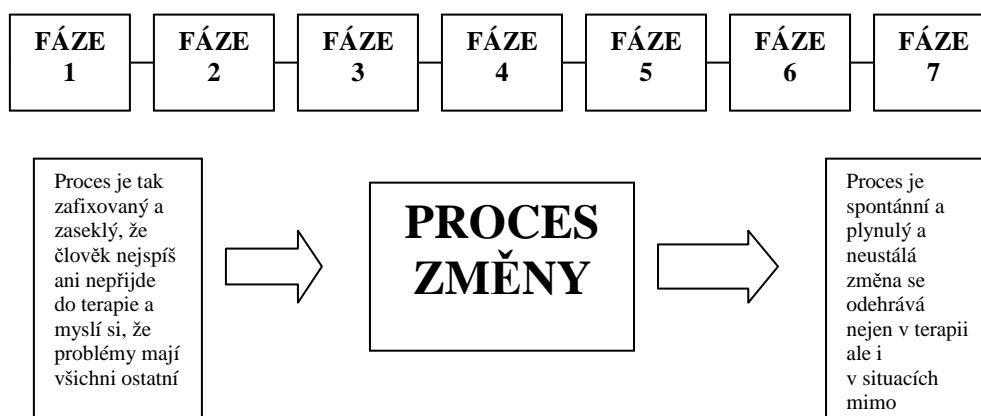 FÁZE
1
FÁZE
2
FÁZE
3
FÁZE
4
FÁZE
5
FÁZE
6
FÁZE
7
Proces je tak
zafixovaný a
zaseklý, že
člověk nejspíš
ani nepřijde
do terapie a
myslí si, že
problémy mají
všichni ostatní
PROCES
ZMĚNY
Proces je
spontánní a
plynulý a
neustálá
změna se
odehrává
nejen v terapii
ale i
v situacích
mimo